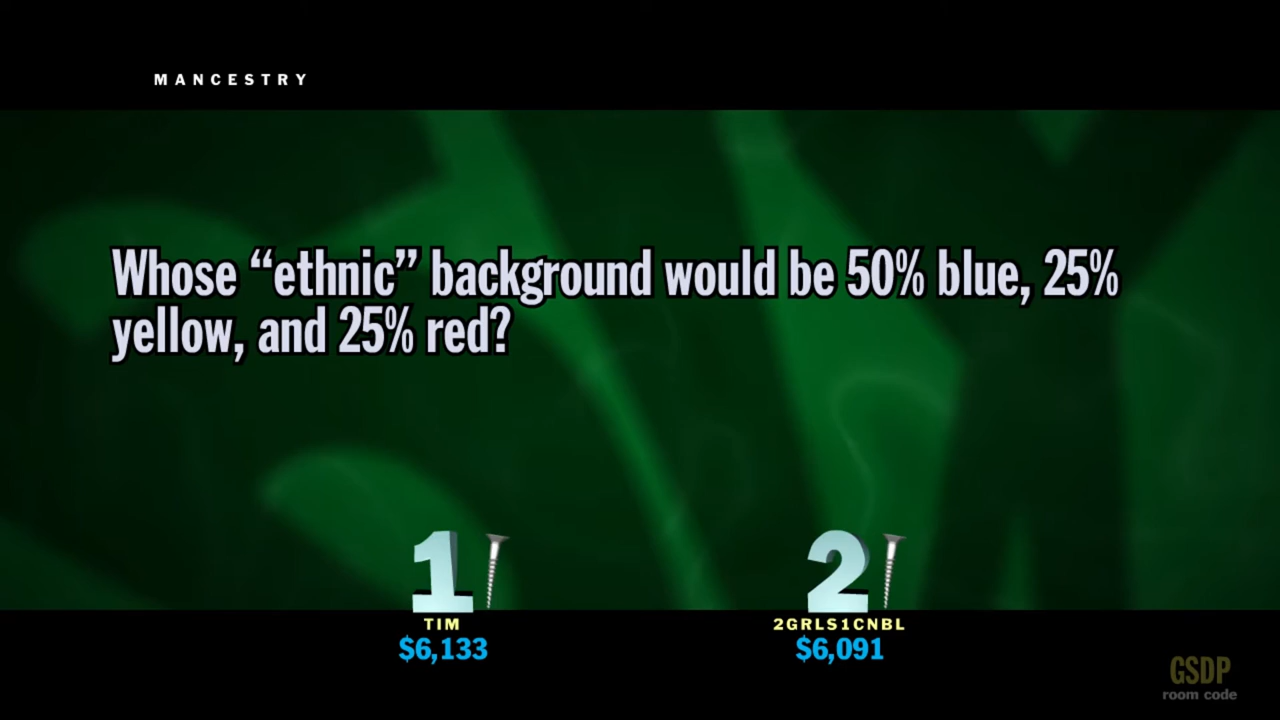 MANCESTRY
Whose “ethnic” background would be 50% blue, 25%
yellow, and 25% red?
1
2
TIM
2GRLS1CNBL
$6,133
$6,091
GSDP
room code